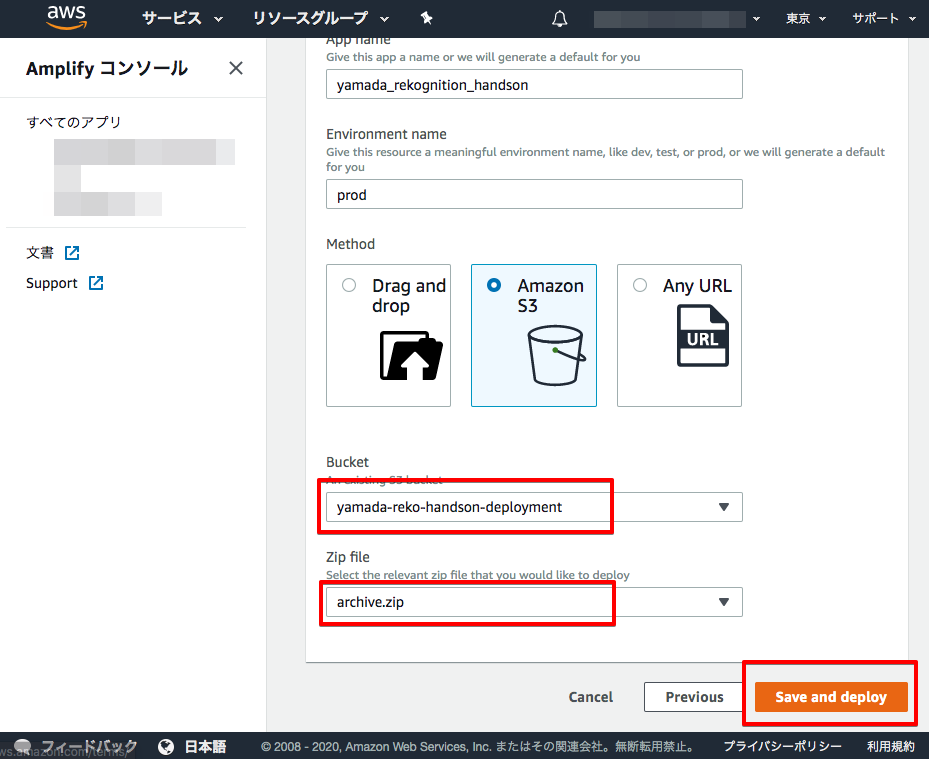 aws
サービス
リソースグループ
東京
サポート
Amplify コンソール
すべてのアプリ
文書
Support
App name
Give this app a name or we will generate a default for you
yamada_rekognition_handson
Environment name
Give this resource a meaningful environment name, like dev, test, or prod, or we will generate a default
for you
prod
Method
Drag and
drop
Amazon
S3
Any URL
URL
Bucket
An existing S3 bucket
yamada-reko-handson-deployment
Zip file
Select the relevant zip file that you would like to deploy
archive.zip
Cancel
Previous
Save and deploy
ws.amazon.com/terms/
フィードバック
日本語
© 2008 - 2020, Amazon Web Services, Inc. またはその関連会社。無断転用禁止。
プライバシーポリシー
利用規約